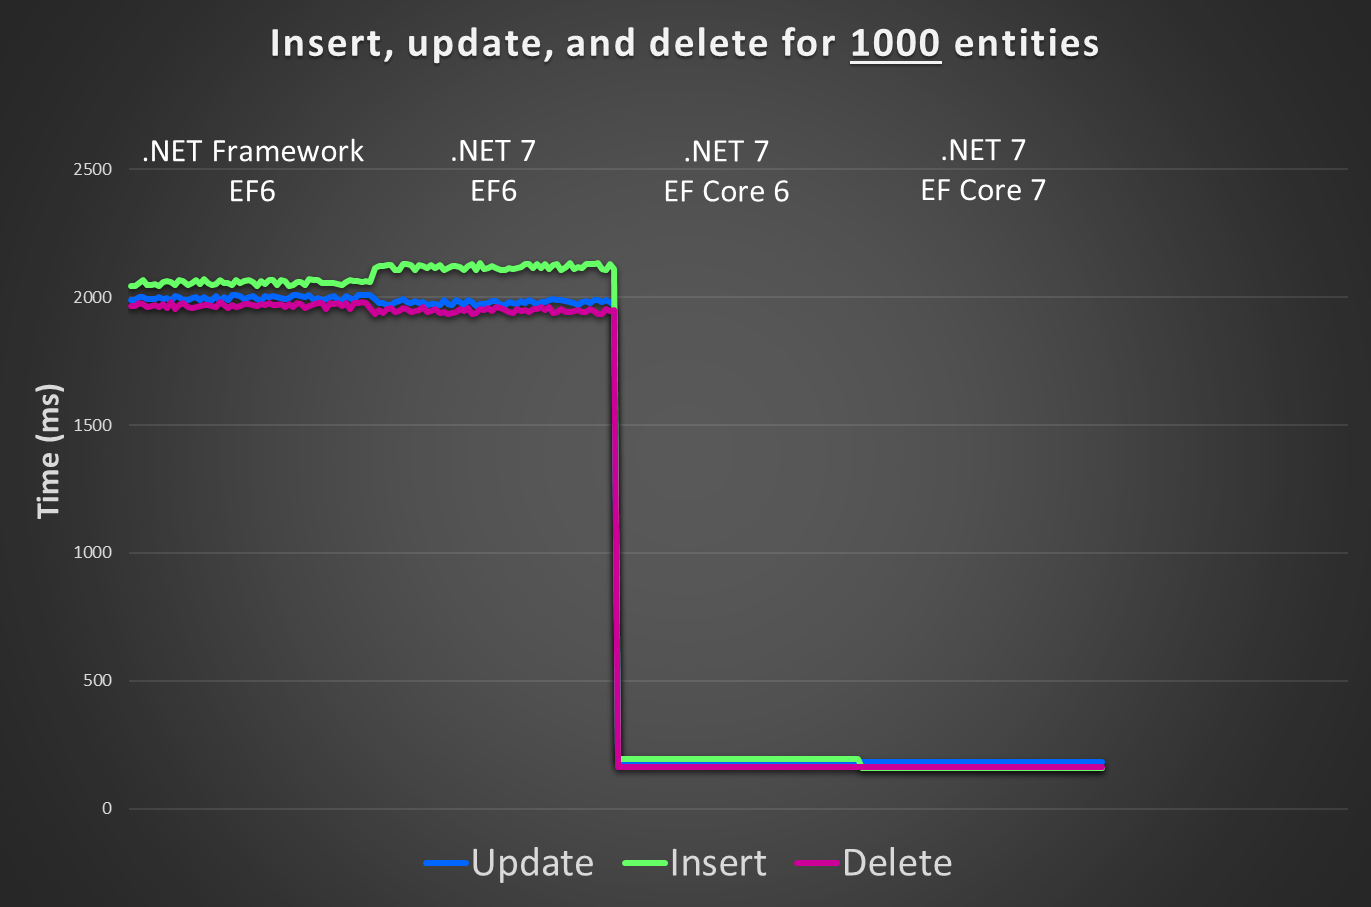 Insert, update, and delete for 1000 entities
.NET Framework
EF6
.NET 7
EF6
.NET 7
EF Core 6
.NET 7
EF Core 7
2500
2000
1500
1000
500
0
Time (ms)
Update
Insert
Delete